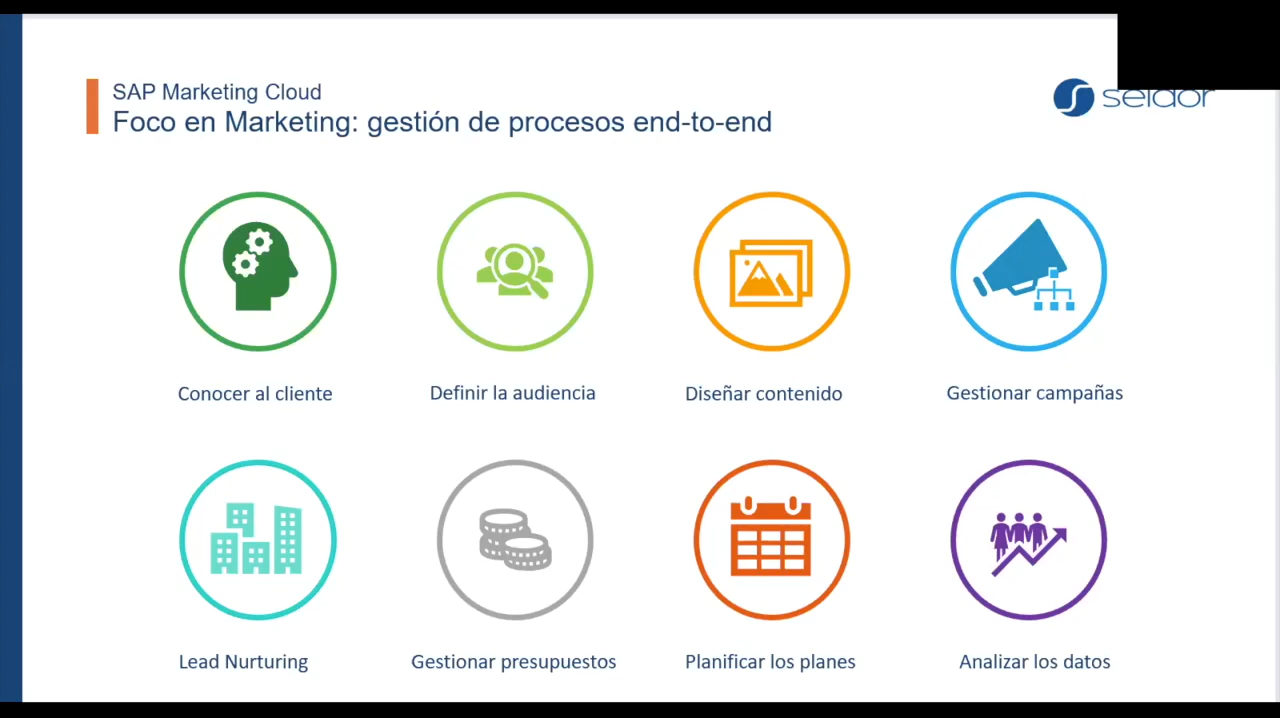 SAP Marketing Cloud
Foco en Marketing: gestión de procesos end-to-end
seidor
Conocer al cliente
Definir la audiencia
Diseñar contenido
Gestionar campañas
Lead Nurturing
Gestionar presupuestos
Planificar los planes
Analizar los datos